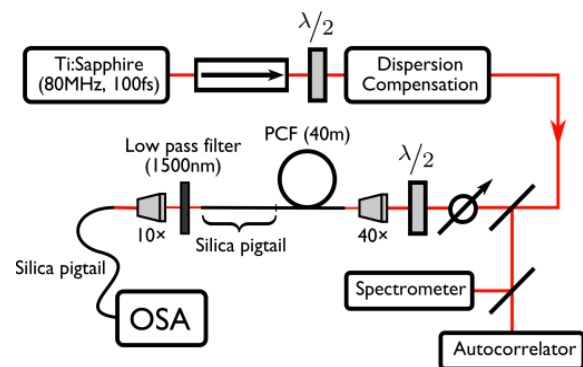 λ/2
Ti:Sapphire
(80MHz, 100fs)
Dispersion
Compensation
PCF (40m)
λ/2
Low pass filter
(1500nm)
10×
Silica pigtail
40×
Silica pigtail
Spectrometer
OSA
Autocorrelator